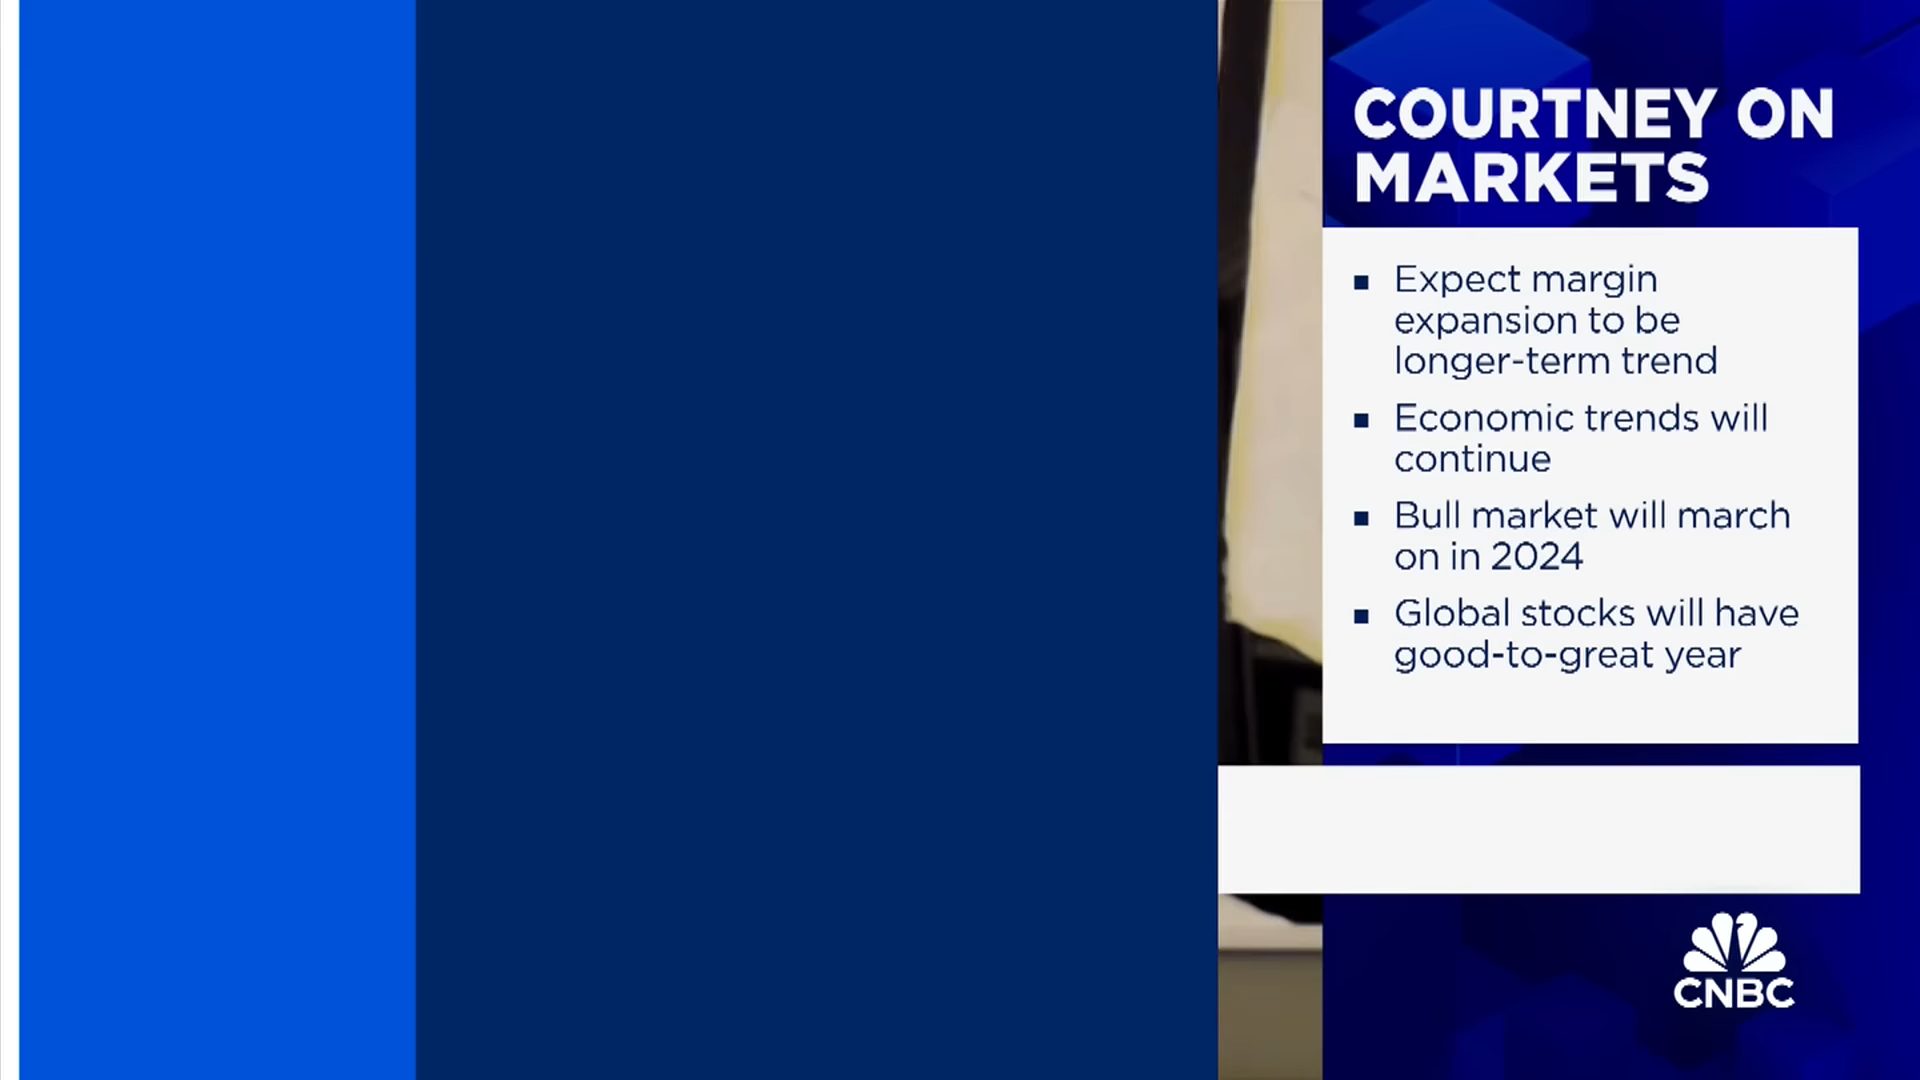 COURTNEY ON
MARKETS
▪ Expect margin
expansion to be
longer-term trend
▪ Economic trends will
continue
▪ Bull market will march
on in 2024
▪ Global stocks will have
good-to-great year
CNBC